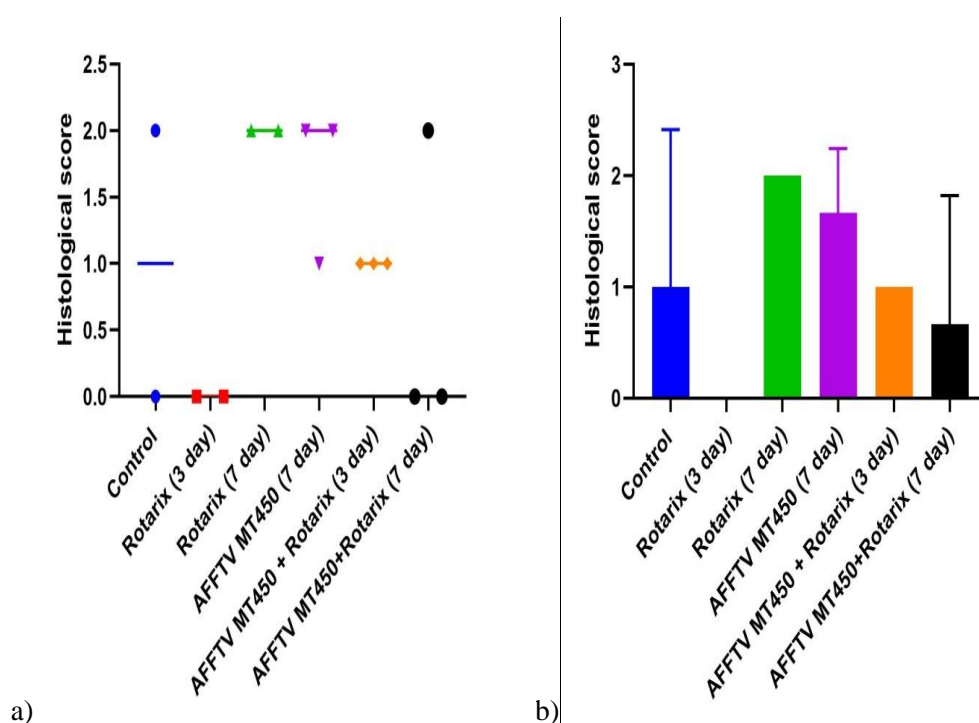 2.5
2.0
1.5
1.0
0.5
0.0
Histological score
Control
Rotarix (3 day)
Rotarix (7 day)
AFFTV MT450 (7 day)
AFFTV MT450 + Rotarix (3 day)
AFFTV MT450+Rotarix (7 day)
a)
3
2
1
0
Histological score
Control
Rotarix (3 day)
Rotarix (7 day)
AFFTV MT450 (7 day)
AFFTV MT450 + Rotarix (3 day)
AFFTV MT450+Rotarix (7 day)
b)